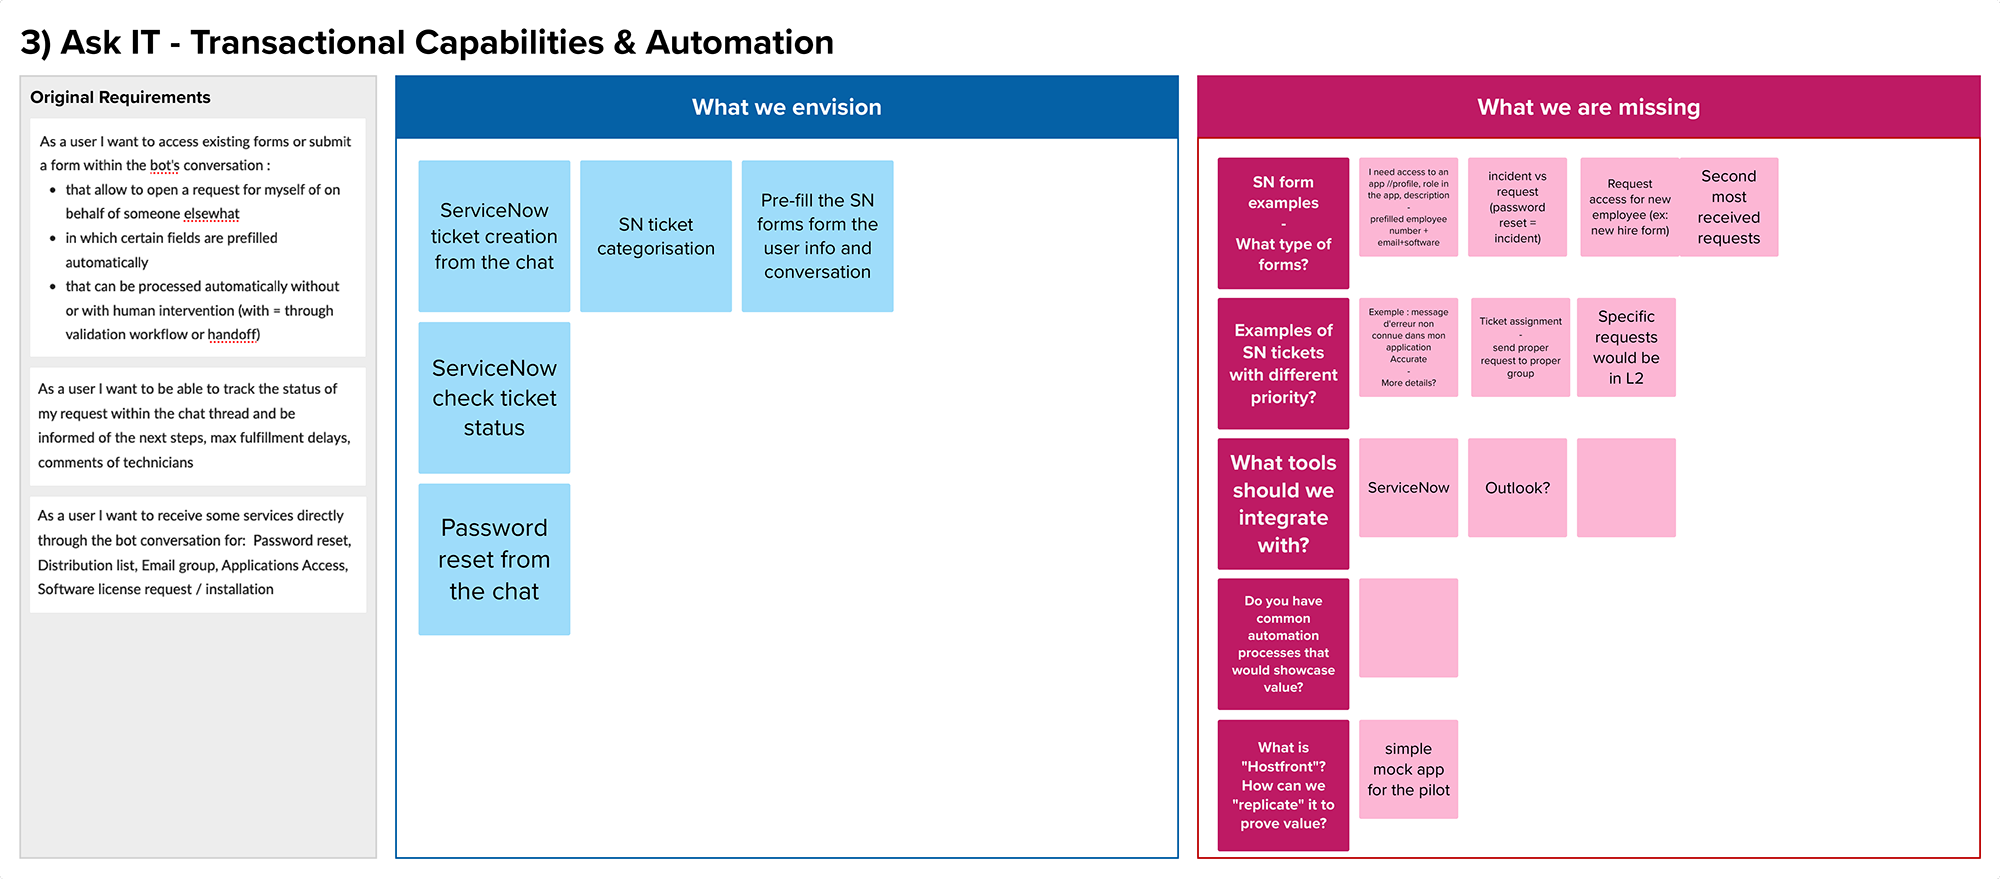 3) Ask IT - Transactional Capabilities & Automation
Original Requirements
As a user I want to access existing forms or submit
a form within the bot's conversation :
• that allow to open a request for myself of on
behalf of someone elsewhat
• in which certain fields are prefilled
automatically
• that can be processed automatically without
or with human intervention (with = through
validation workflow or handoff)
As a user I want to be able to track the status of
my request within the chat thread and be
informed of the next steps, max fulfillment delays,
comments of technicians
As a user I want to receive some services directly
through the bot conversation for:  Password reset,
Distribution list, Email group, Applications Access,
Software license request / installation
What we envision
ServiceNow
ticket creation
from the chat
SN ticket
categorisation
Pre-fill the SN
forms form the
user info and
conversation
ServiceNow
check ticket
status
Password
reset from
the chat
What we are missing
SN form
examples
-
What type of
forms?
I need access to an
app //profile, role in
the app, description
-
prefilled employee
number +
email+software
incident vs
request
(password
reset =
incident)
Request
access for new
employee (ex:
new hire form)
Second
most
received
requests
Examples of
SN tickets
with different
priority?
Exemple : message
d'erreur non
connue dans mon
application
Accurate
-
More details?
Ticket assignment
-
send proper
request to proper
group
Specific
requests
would be
in L2
What tools
should we
integrate
with?
ServiceNow
Outlook?
Do you have
common
automation
processes that
would showcase
value?
What is
"Hostfront"?
How can we
"replicate" it to
prove value?
simple
mock app
for the pilot